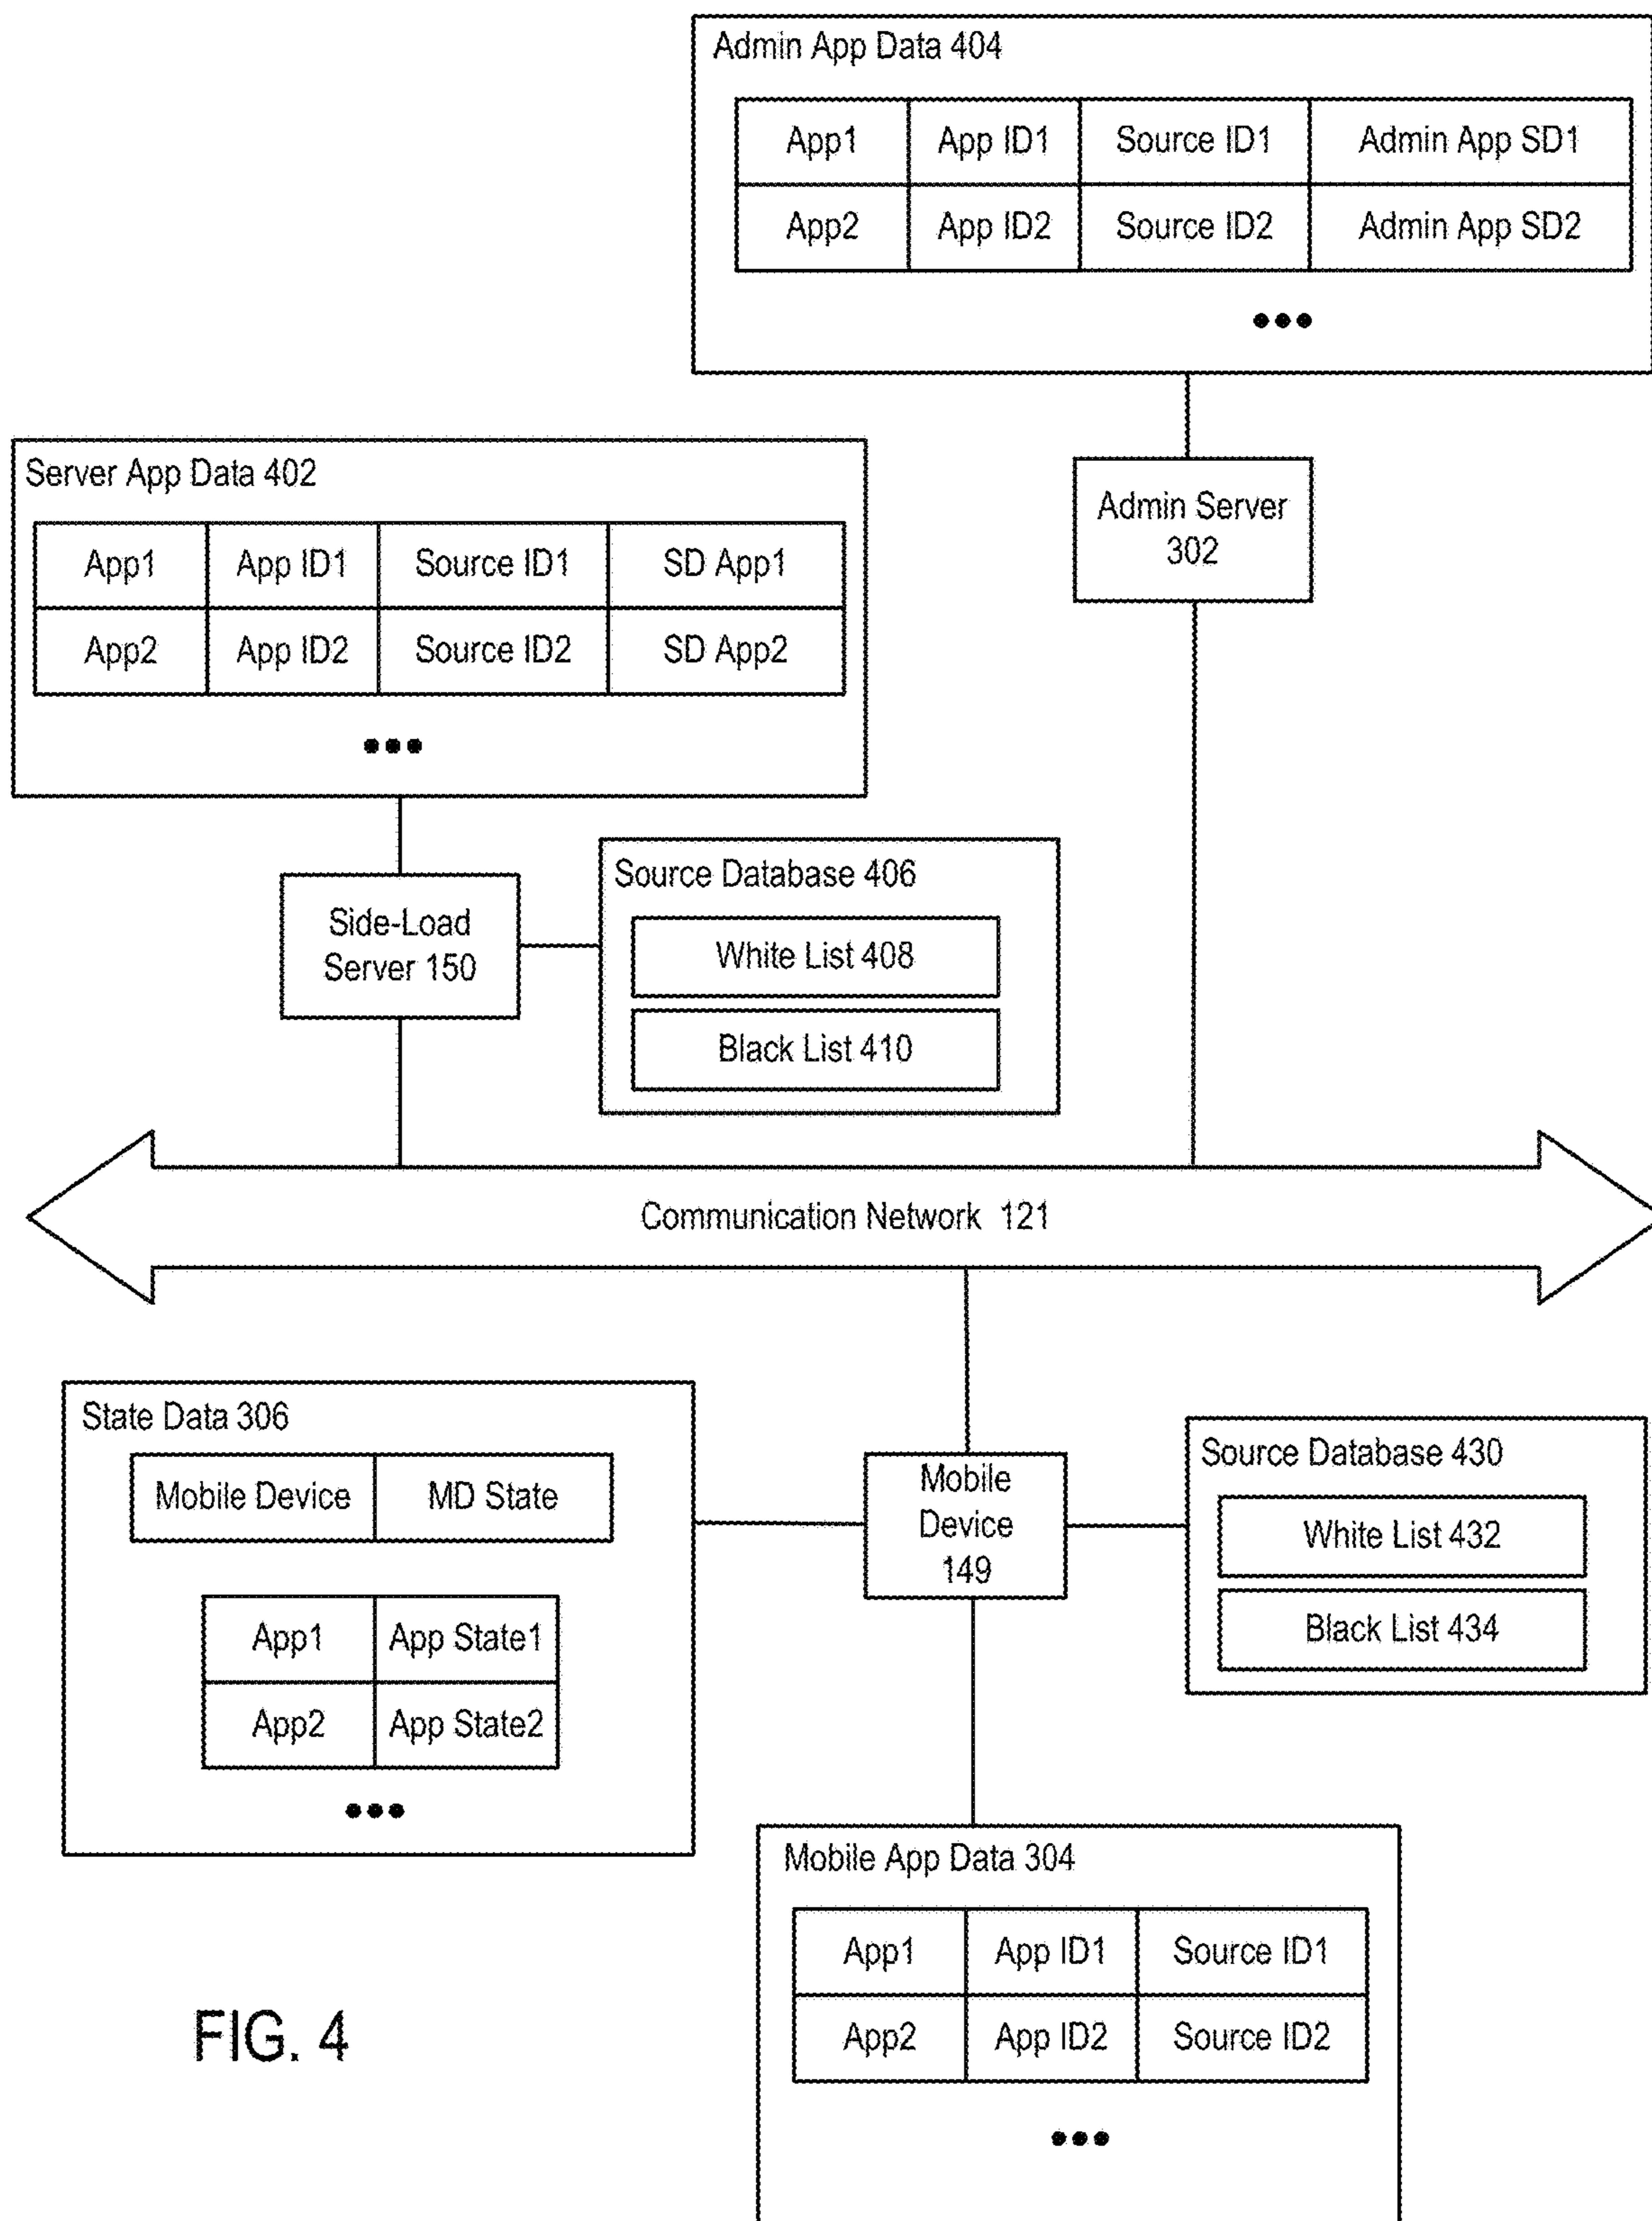 Admin App Data 404
App1 App ID1 Source ID1 Admin App SD1
App2 App ID2 Source ID2 Admin App SD2
•••
Server App Data 402
App1 App ID1 Source ID1 SD App1
App2 App ID2 Source ID2 SD App2
•••
Admin Server
302
Side-Load
Server 150
Source Database 406
White List 408
Black List 410
Communication Network 121
State Data 306
Mobile Device MD State
App1 App State1
App2 App State2
•••
Mobile
Device
149
Source Database 430
White List 432
Black List 434
Mobile App Data 304
App1 App ID1 Source ID1
App2 App ID2 Source ID2
•••
FIG. 4